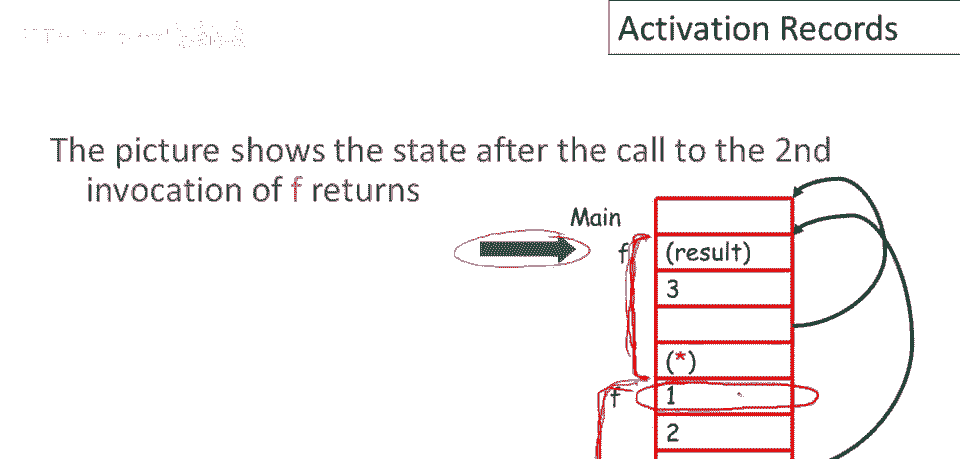 Activation Records
The picture shows the state after the call to the 2nd
invocation of f returns
Main
f
(result)
3
(*)
f
1
2